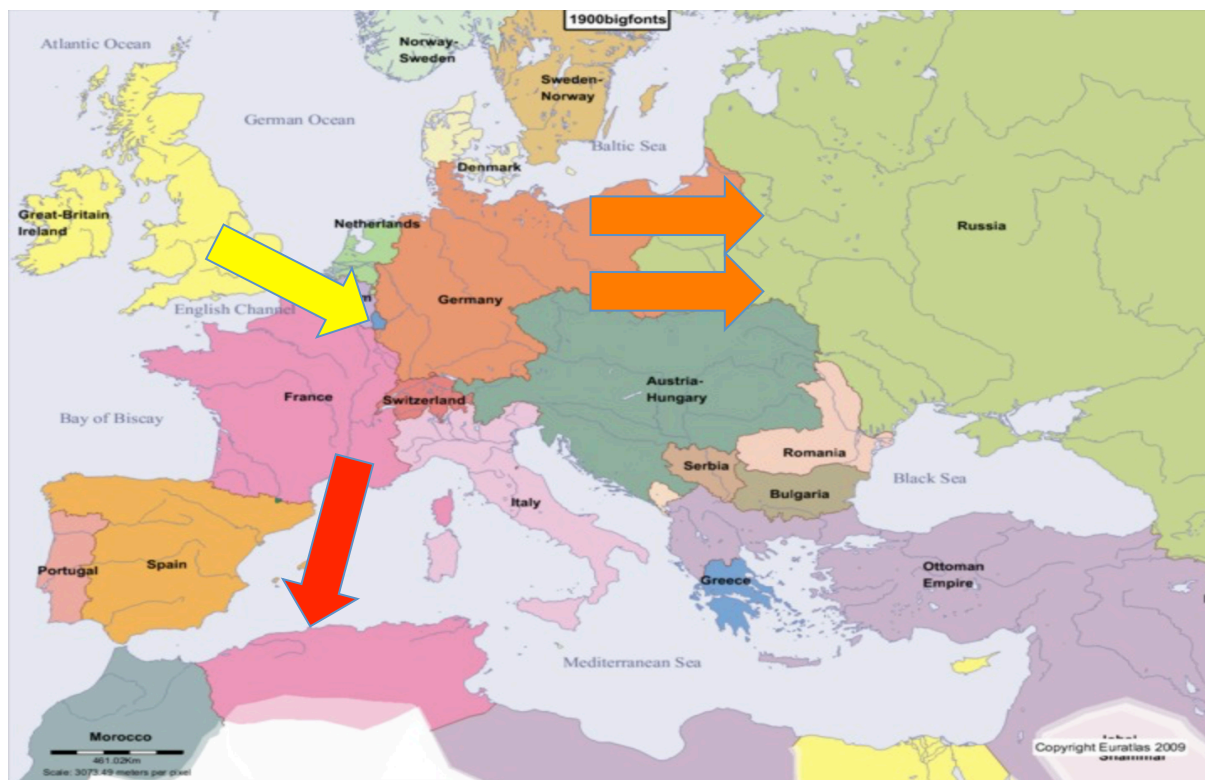 1900bigfonts
Atlantic Ocean
Norway-
Sweden
Sweden-
Norway
German Ocean
Baltic Sea
Denmark
Great-Britain
Ireland
Netherlands
Russia
English Channel
Germany
France
Switzerland
Austria-
Hungary
Bay of Biscay
Romania
Serbia
Black Sea
Bulgaria
Italy
Portugal
Spain
Greece
Ottoman
Empire
Mediterranean Sea
Morocco
461.02Km
Scale: 3073.49 meters per pixel
Copyright Euratlas 2009